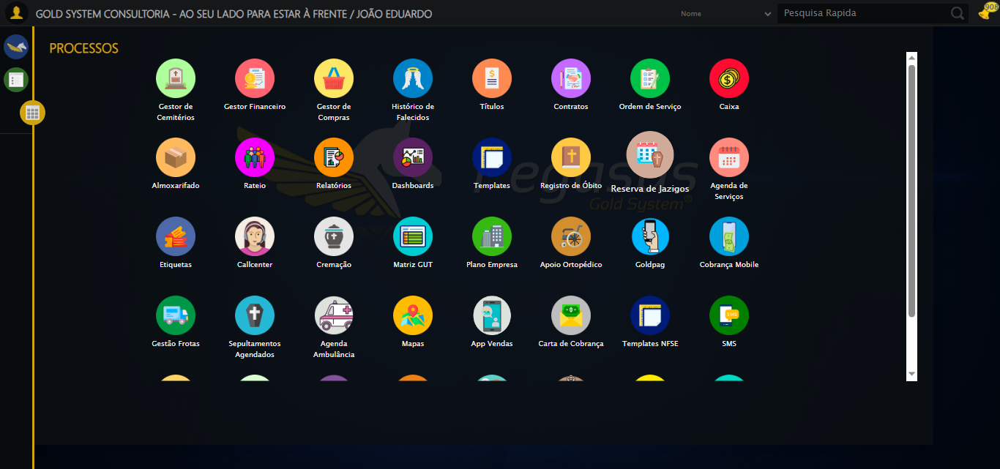 GOLD SYSTEM CONSULTORIA - AO SEU LADO PARA ESTAR À FRENTE / JOÃO EDUARDO
Nome
Pesquisa Rapida
908
PROCESSOS
Gestor de
Cemitérios
Gestor Financeiro
Gestor de
Compras
Histórico de
Falecidos
Títulos
Contratos
Ordem de Serviço
Caixa
Almoxarifado
Rateio
Relatórios
Dashboards
Templates
Registro de Óbito
Reserva de Jazigos
Agenda de
Serviços
Pegasus
Gold System®
Etiquetas
Callcenter
Cremação
Matriz GUT
Plano Empresa
Apoio Ortopédico
Goldpag
Cobrança Mobile
Gestão Frotas
Sepultamentos
Agendados
Agenda
Ambulância
Mapas
App Vendas
Carta de Cobrança
Templates NFSE
SMS
SMS